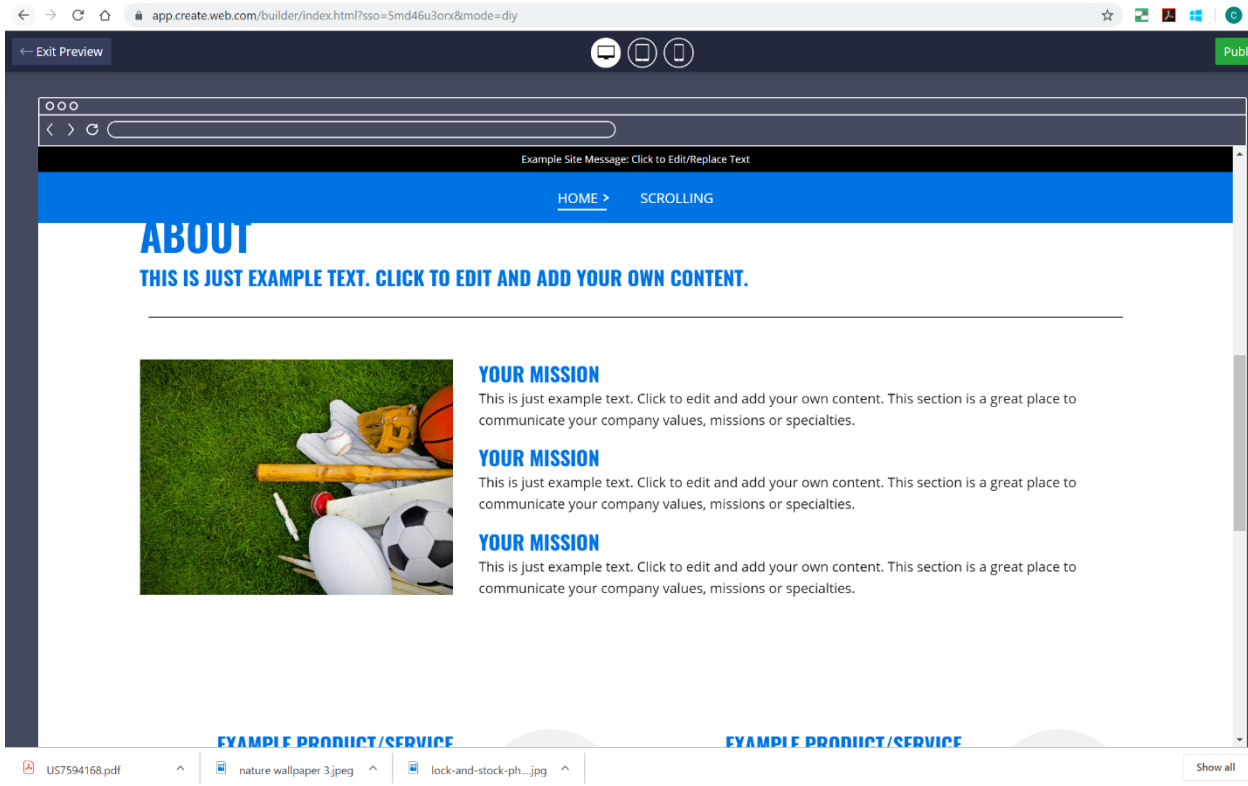 app.create.web.com/builder/index.html?sso=5md46u3orx&mode=diy
C
← Exit Preview
Publ
Example Site Message: Click to Edit/Replace Text
HOME > SCROLLING
ABOUT
THIS IS JUST EXAMPLE TEXT. CLICK TO EDIT AND ADD YOUR OWN CONTENT.
YOUR MISSION
This is just example text. Click to edit and add your own content. This section is a great place to
communicate your company values, missions or specialties.
YOUR MISSION
This is just example text. Click to edit and add your own content. This section is a great place to
communicate your company values, missions or specialties.
YOUR MISSION
This is just example text. Click to edit and add your own content. This section is a great place to
communicate your company values, missions or specialties.
EXAMPLE PRODUCT/SERVICE EXAMPLE PRODUCT/SERVICE
US7594168.pdf nature wallpaper 3.jpeg lock-and-stock-ph....jpg Show all